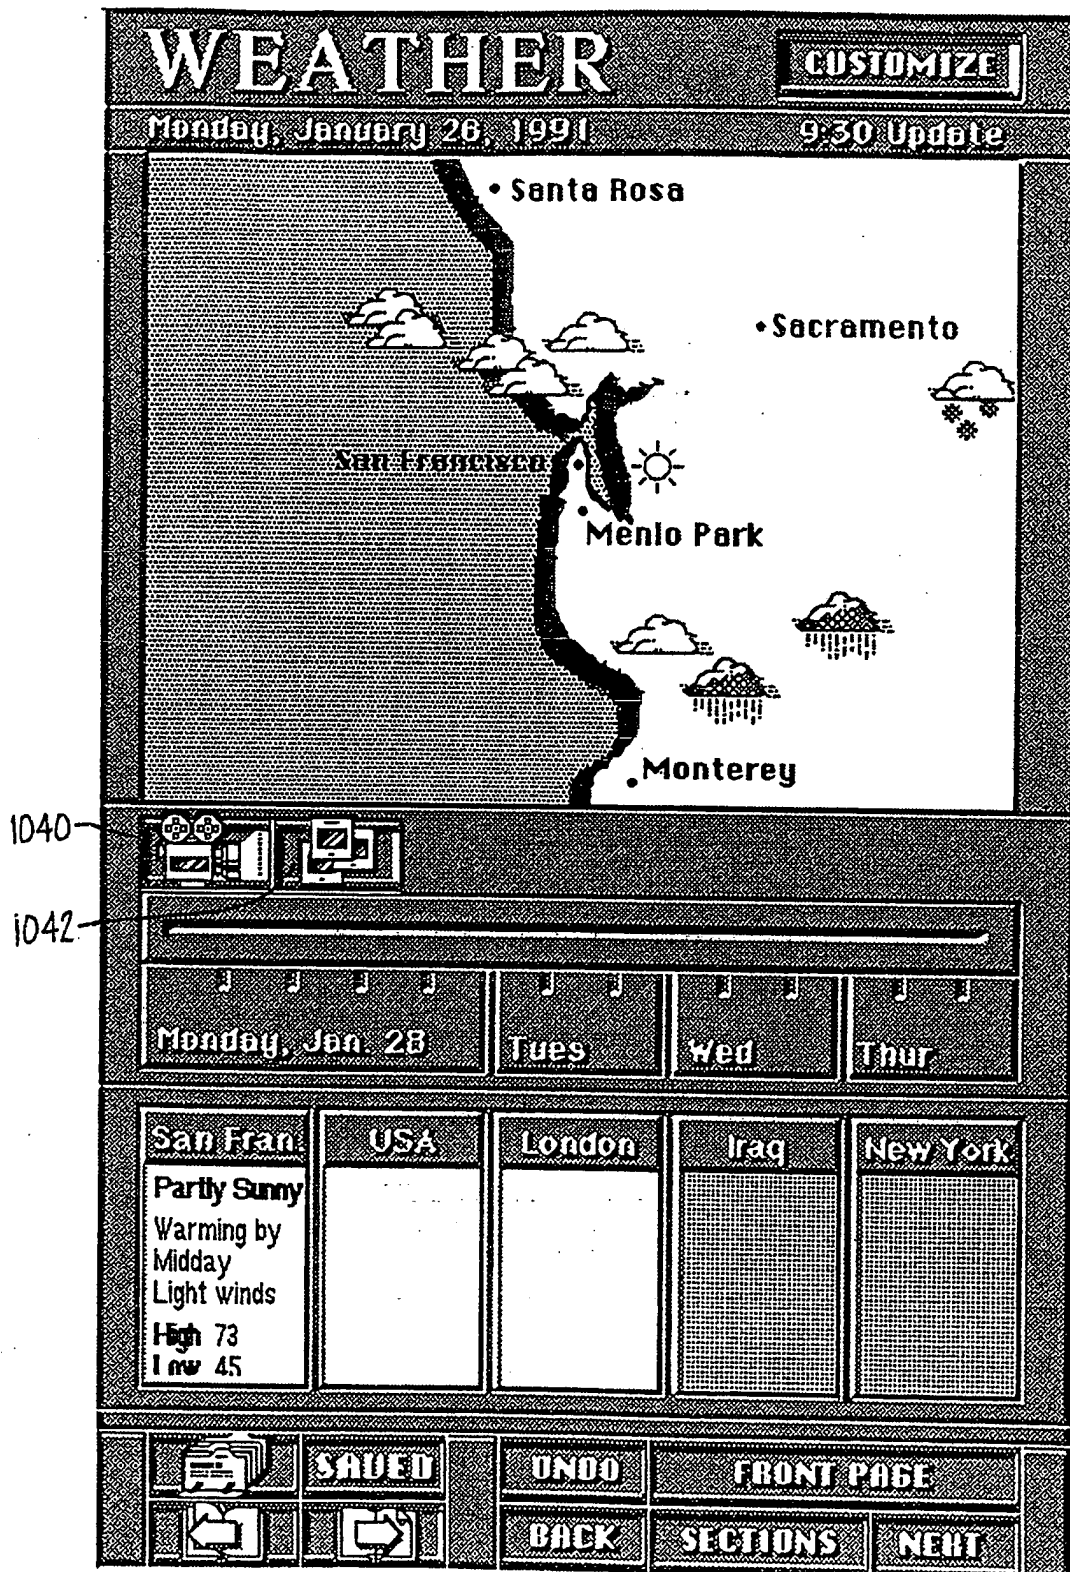 WEATHER
CUSTOMIZE
Monday, January 26, 1991
9:30 Update
Santa Rosa
Sacramento
San Francisco
Menlo Park
Monterey
1040
1042
Monday, Jan. 28
Tues
Wed
Thur
San Fran.
USA
London
Iraq
New York
Partly Sunny
Warming by
Midday
Light winds
High 73
Low 45
SAVED
UNDO
FRONT PAGE
BACK
SECTIONS
NEXT